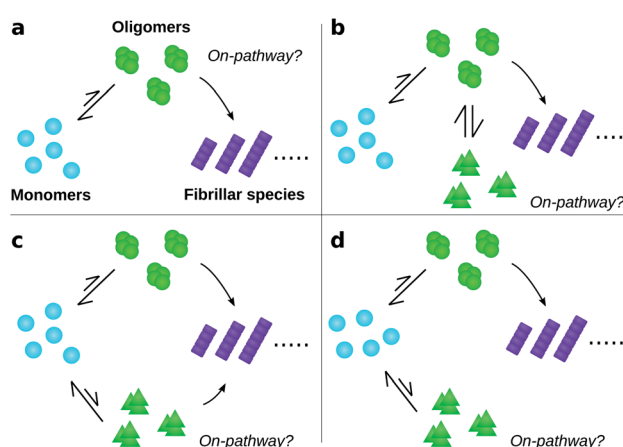 a
Oligomers
On-pathway?
Monomers
Fibrillar species
.....
b
....
On-pathway?
c
.....
On-pathway?
d
.....
On-pathway?